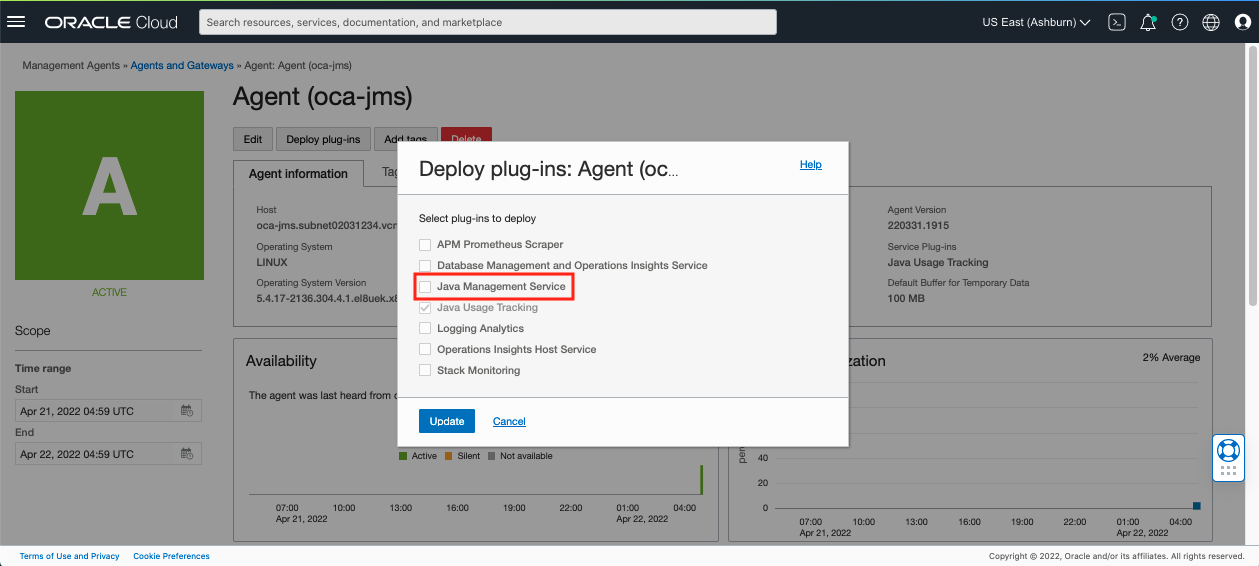 ORACLE Cloud
Search resources, services, documentation, and marketplace
US East (Ashburn)
Management Agents » Agents and Gateways » Agent: Agent (oca-jms)
A
ACTIVE
Scope
Time range
Start
Apr 21, 2022 04:59 UTC
End
Apr 22, 2022 04:59 UTC
Agent (oca-jms)
Edit
Deploy plug-ins
Add tags
Delete
Agent information
Host
oca-jms.subnet02031234.vcn
Operating System
LINUX
Operating System Version
5.4.17-2136.304.4.1.el8uek.x8
Agent Version
220331.1915
Service Plug-ins
Java Usage Tracking
Default Buffer for Temporary Data
100 MB
Deploy plug-ins: Agent (oc...
Help
Select plug-ins to deploy
APM Prometheus Scraper
Database Management and Operations Insights Service
Java Management Service
Java Usage Tracking
Logging Analytics
Operations Insights Host Service
Stack Monitoring
Update
Cancel
Availability
The agent was last heard from
Active
Silent
Not available
07:00 10:00 13:00 16:00 19:00 22:00 01:00 04:00
Apr 21, 2022 Apr 22, 2022
2% Average
40
20
0
07:00 10:00 13:00 16:00 19:00 22:00 01:00 04:00
Apr 21, 2022 Apr 22, 2022
Terms of Use and Privacy
Cookie Preferences
Copyright © 2022, Oracle and/or its affiliates. All rights reserved.